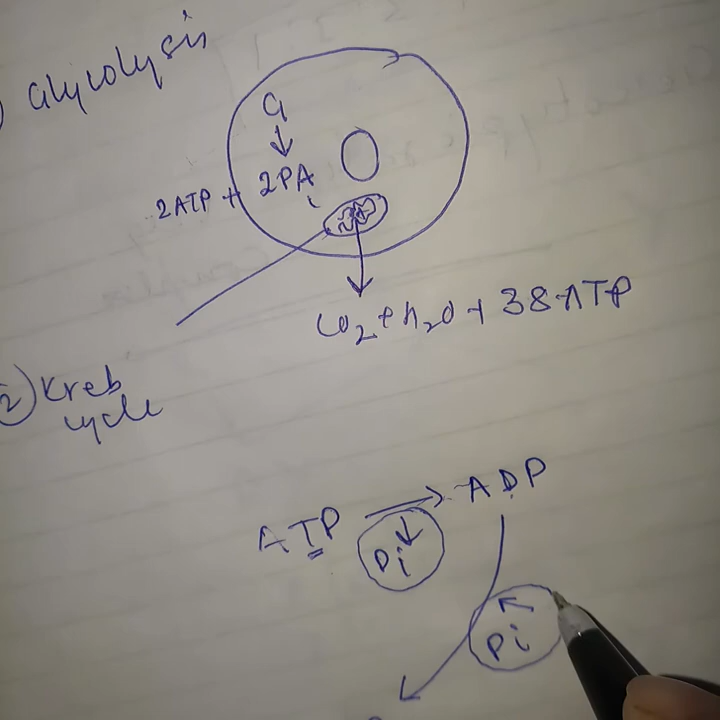 ) Glycolysis
G
2ATP + 2PA
CO2 + H2O + 38 ATP
2) Kreb
cycle
ATP → ADP
Pi
Pi